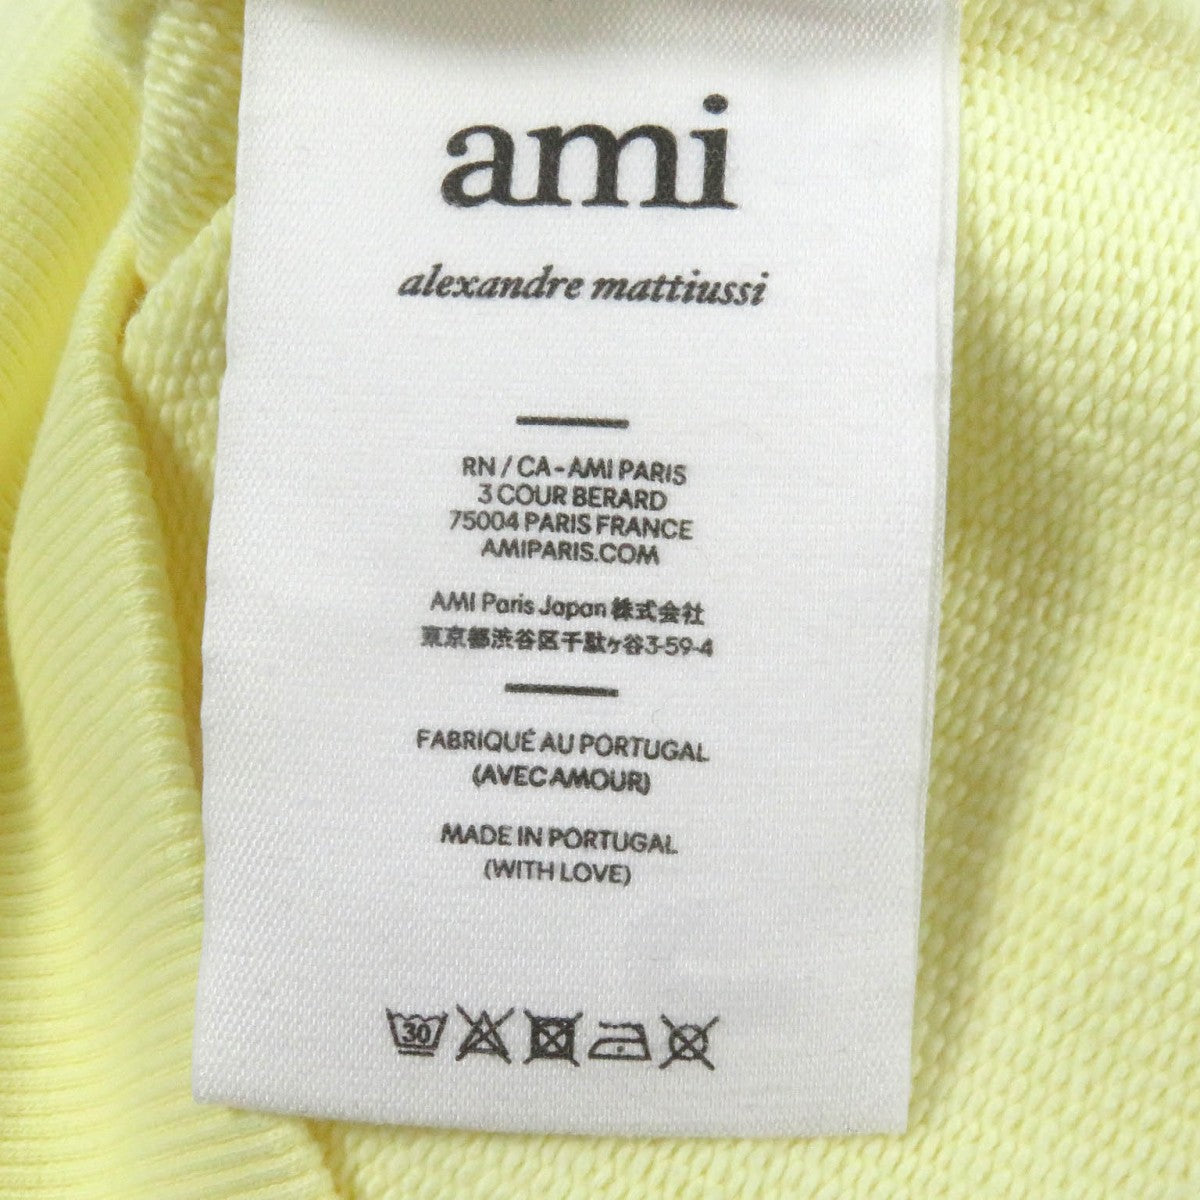 ami
alexandre mattiussi
RN / CA - AMI PARIS
3 COUR BERARD
75004 PARIS FRANCE
AMIPARIS.COM
AMI Paris Japan 株式会社
東京都渋谷区千駄ヶ谷3-59-4
FABRIQUÉ AU PORTUGAL
(AVEC AMOUR)
MADE IN PORTUGAL
(WITH LOVE)
30